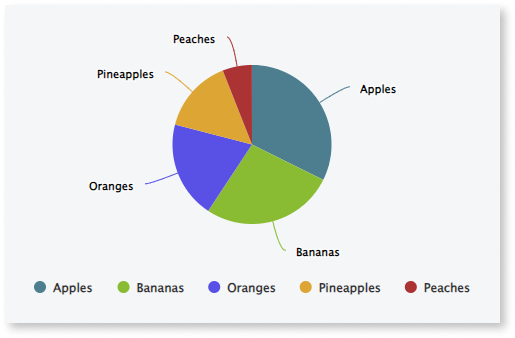 Peaches
Pineapples
Apples
Oranges
Bananas
Apples Bananas Oranges Pineapples Peaches